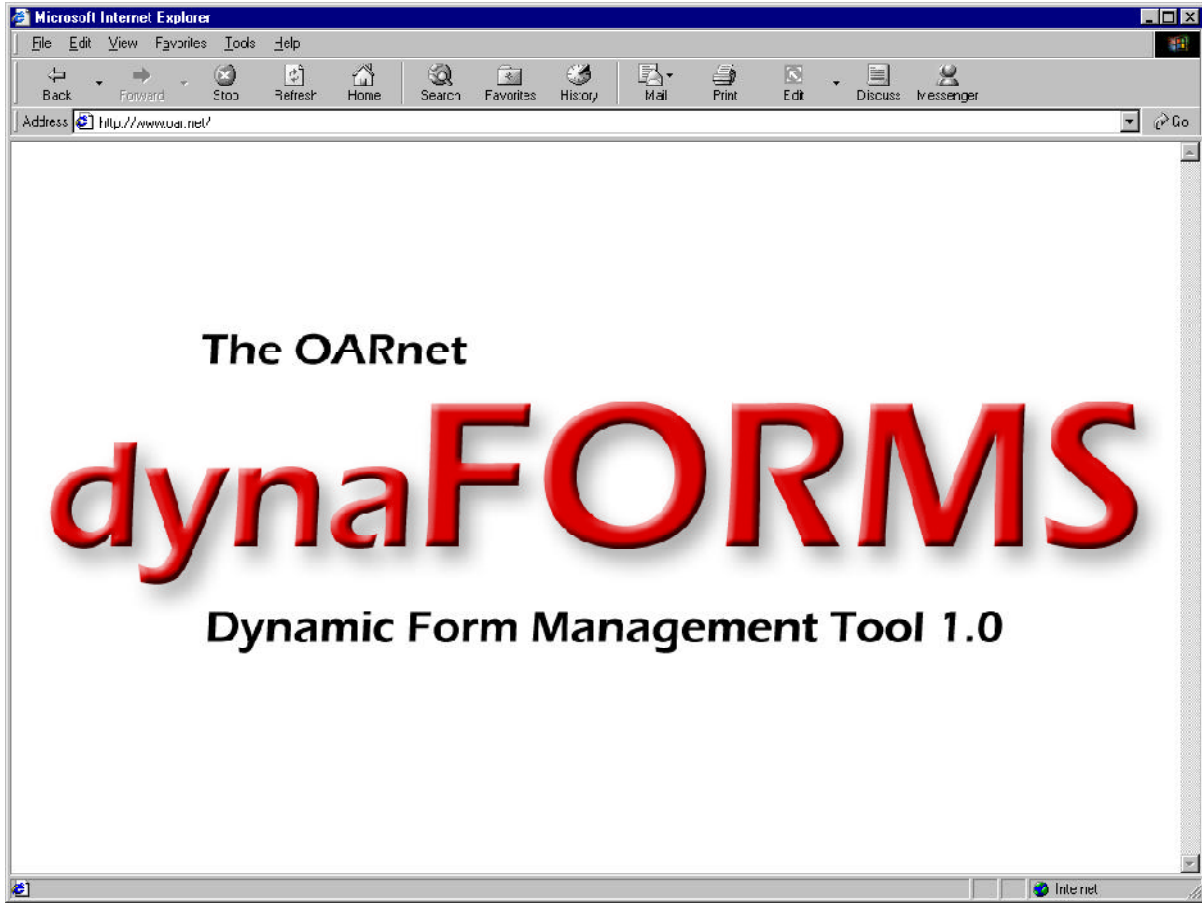 Microsoft Internet Explorer
File Edit View Favorites Tools Help
Back Forward Stop Refresh Home Search Favorites History Mail Print Edit Discuss Messenger
Address http://www.oar.net/ Go
The OARnet
dynaFORMS
Dynamic Form Management Tool 1.0
Internet